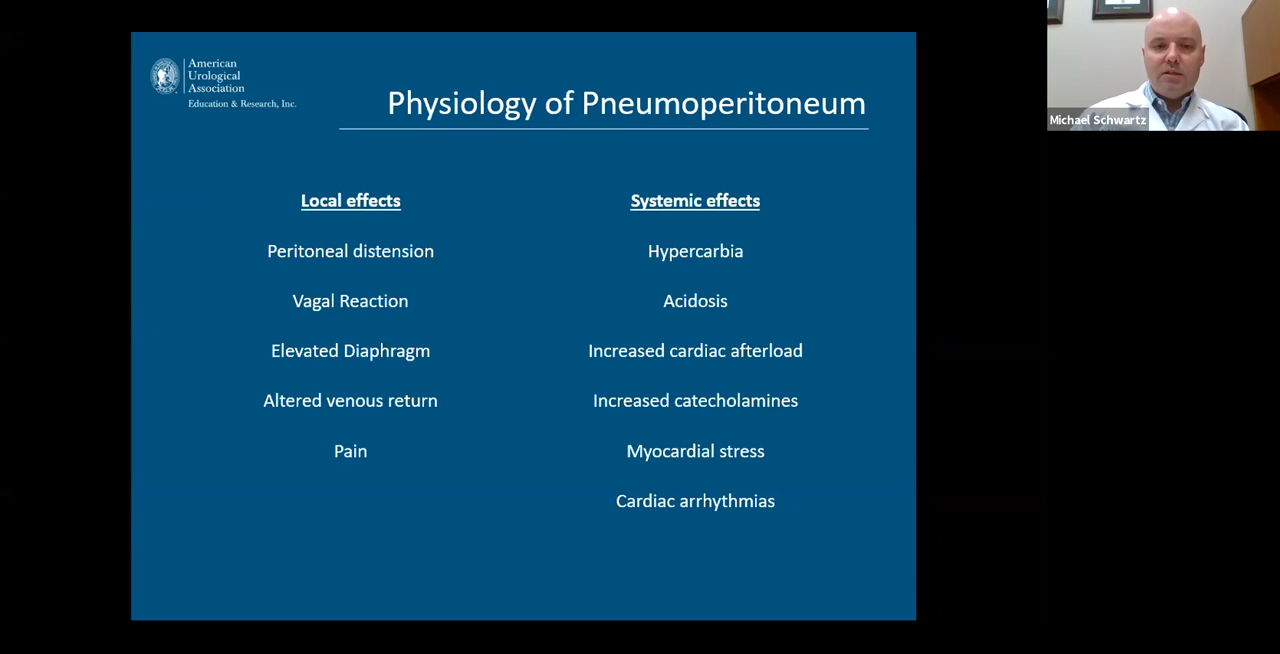 American
Urological
Association
Education & Research, Inc.
Physiology of Pneumoperitoneum
Local effects
Peritoneal distension
Vagal Reaction
Elevated Diaphragm
Altered venous return
Pain
Systemic effects
Hypercarbia
Acidosis
Increased cardiac afterload
Increased catecholamines
Myocardial stress
Cardiac arrhythmias
Michael Schwartz